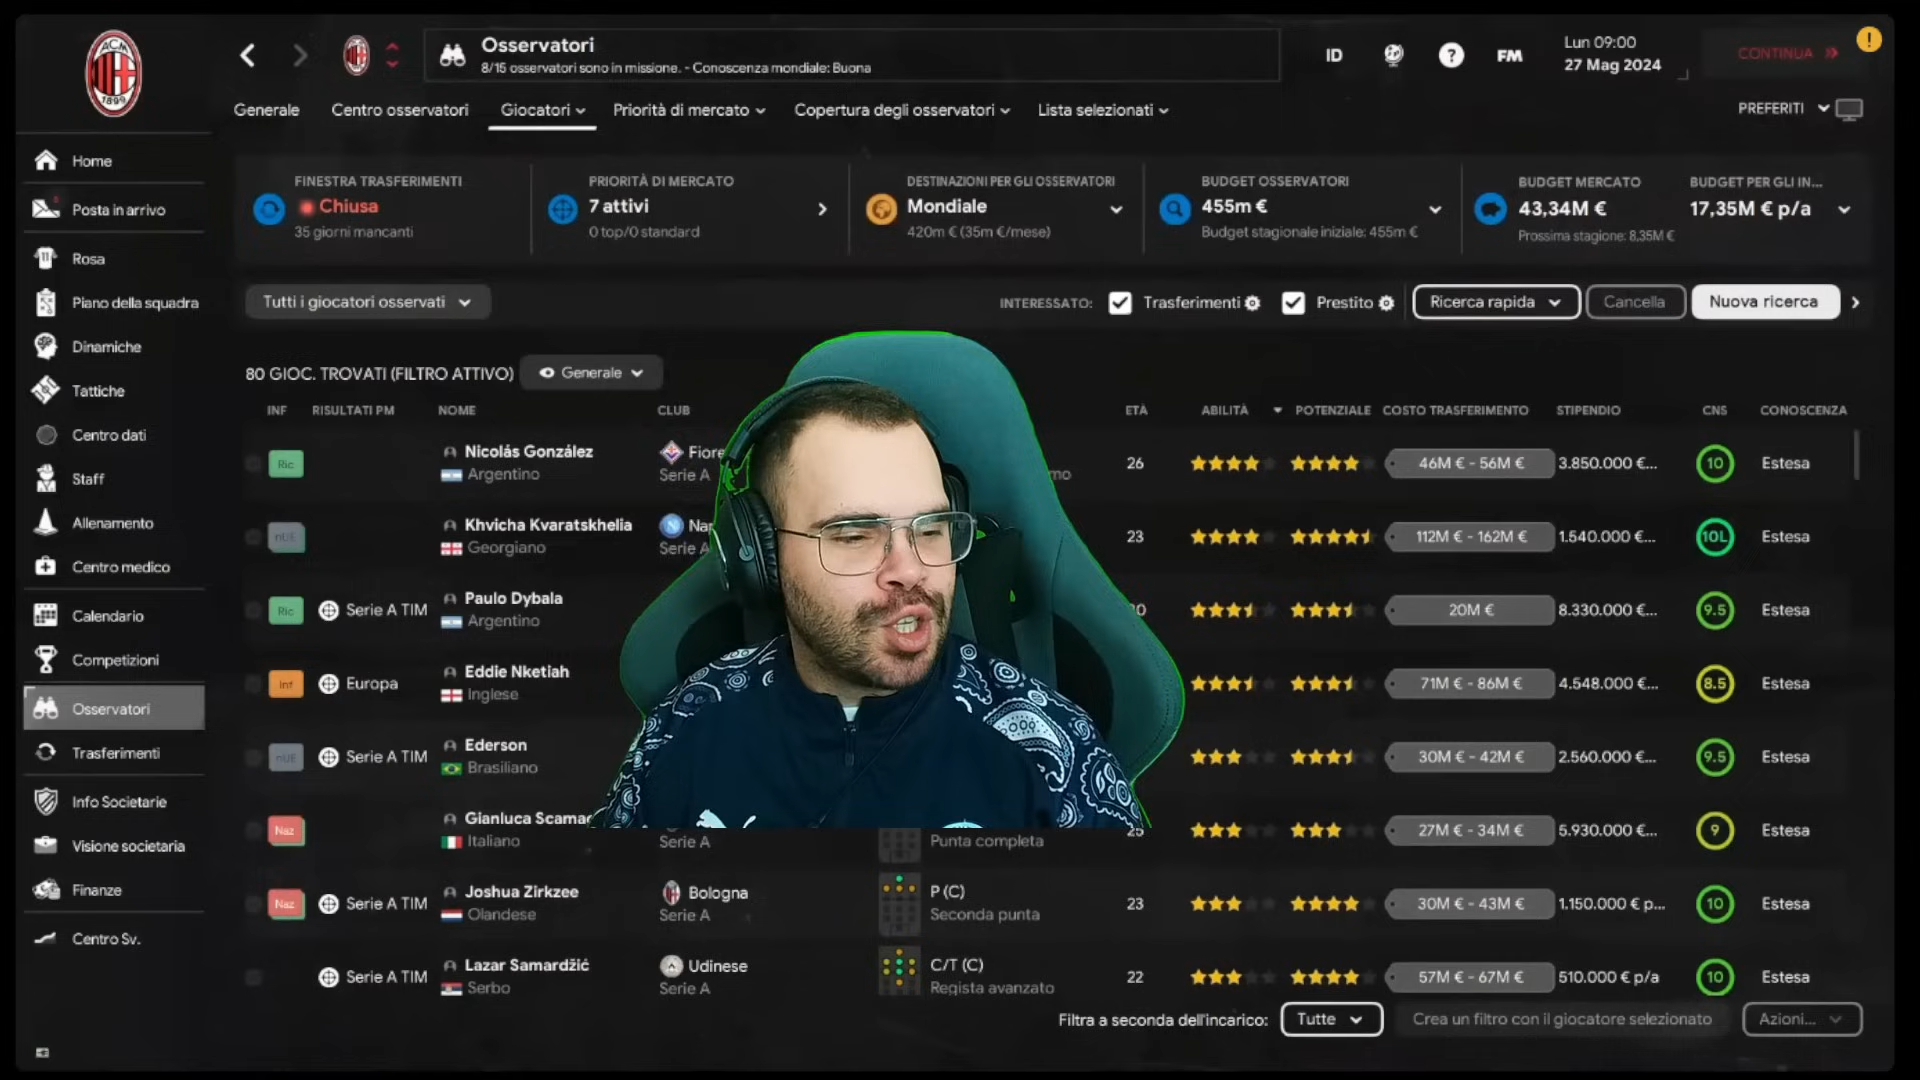 ACM
1899
Osservatori
8/15 osservatori sono in missione. - Conoscenza mondiale: Buona
ID
FM
Lun 09:00
27 Mag 2024
CONTINUA
Generale
Centro osservatori
Giocatori
Priorità di mercato
Copertura degli osservatori
Lista selezionati
PREFERITI
Home
Posta in arrivo
Rosa
Piano della squadra
Dinamiche
Tattiche
Centro dati
Staff
Allenamento
Centro medico
Calendario
Competizioni
Osservatori
Trasferimenti
Info Societarie
Visione societaria
Finanze
Centro Sv.
FINESTRA TRASFERIMENTI
Chiusa
35 giorni mancanti
PRIORITÀ DI MERCATO
7 attivi
0 top/0 standard
DESTINAZIONI PER GLI OSSERVATORI
Mondiale
420m € (35m €/mese)
BUDGET OSSERVATORI
455m €
Budget stagionale iniziale: 455m €
BUDGET MERCATO
43,34M €
Prossima stagione: 8,35M €
BUDGET PER GLI IN...
17,35M € p/a
Tutti i giocatori osservati
INTERESSATO:
Trasferimenti
Prestito
Ricerca rapida
Cancella
Nuova ricerca
80 GIOC. TROVATI (FILTRO ATTIVO)
Generale
INF RISULTATI PM NOME CLUB ETÀ ABILITÀ POTENZIALE COSTO TRASFERIMENTO STIPENDIO CNS CONOSCENZA
Ric Nicolás González Fiore 26 46M € - 56M € 3.850.000 €... 10 Estesa
Argentino Serie A mo
nUE Khvicha Kvaratskhelia Nap 23 112M € - 162M € 1.540.000 €... 10L Estesa
Georgiano Serie A
Ric Serie A TIM Paulo Dybala 20M € 8.330.000 €... 9.5 Estesa
Argentino
Inf Europa Eddie Nketiah 71M € - 86M € 4.548.000 €... 8.5 Estesa
Inglese
nUE Serie A TIM Ederson 30M € - 42M € 2.560.000 €... 9.5 Estesa
Brasiliano
Naz Gianluca Scamac 25 27M € - 34M € 5.930.000 €... 9 Estesa
Italiano Serie A Punta completa
Naz Serie A TIM Joshua Zirkzee Bologna P (C) 23 30M € - 43M € 1.150.000 € p... 10 Estesa
Olandese Serie A Seconda punta
Serie A TIM Lazar Samardžić Udinese C/T (C) 22 57M € - 67M € 510.000 € p/a 10 Estesa
Serbo Serie A Regista avanzato
Filtra a seconda dell'incarico:
Tutte
Crea un filtro con il giocatore selezionato
Azioni...